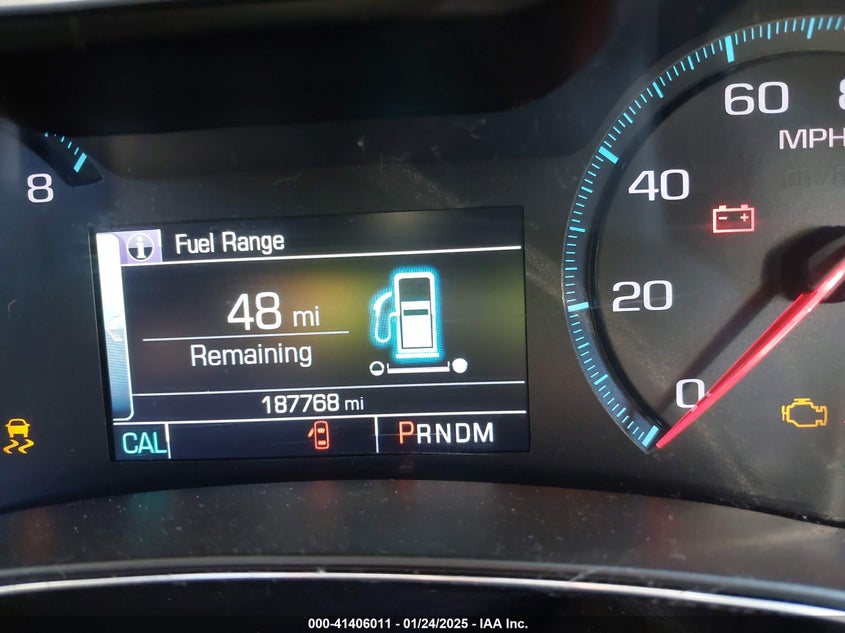 8
Fuel Range
48 mi
Remaining
187768 mi
CAL
PRNDM
0
20
40
60
MPH
000-41406011 — 01/24/2025 — IAA Inc.